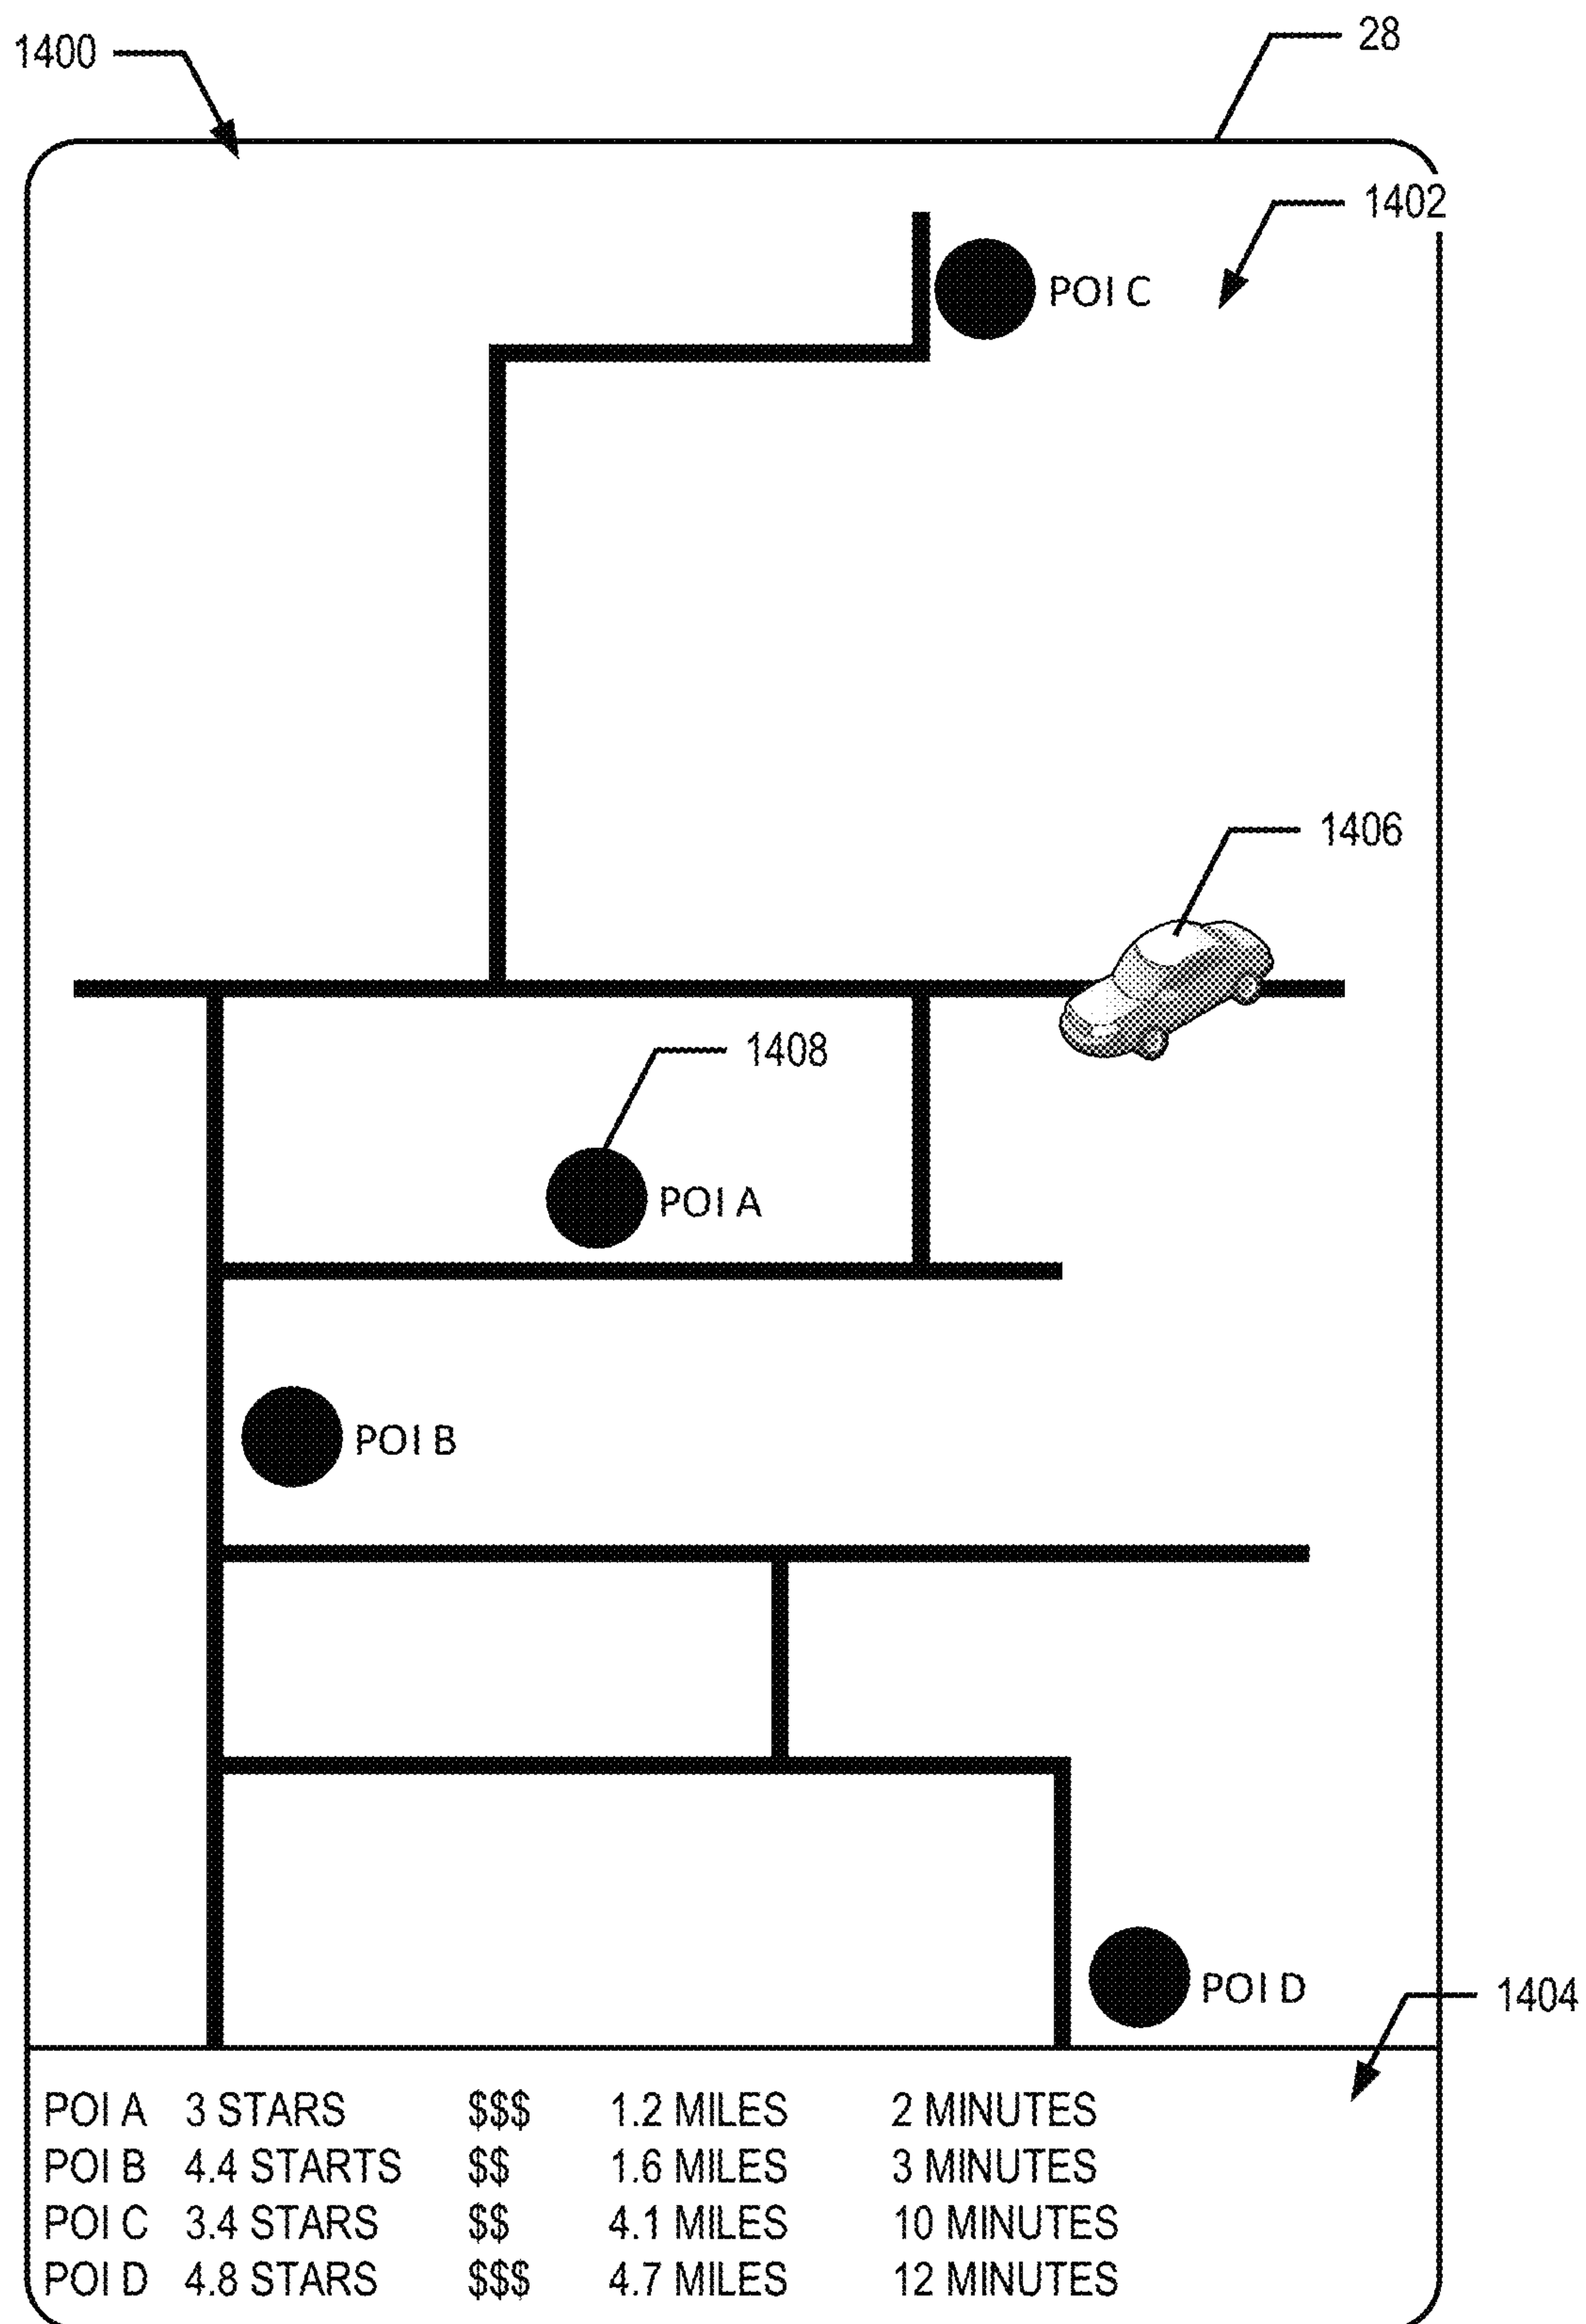 28
1400
1402
POI C
1406
1408
POI A
POI B
POI D
1404
POI A 3 STARS $$$ 1.2 MILES 2 MINUTES
POI B 4.4 STARTS $$ 1.6 MILES 3 MINUTES
POI C 3.4 STARS $$ 4.1 MILES 10 MINUTES
POI D 4.8 STARS $$$ 4.7 MILES 12 MINUTES